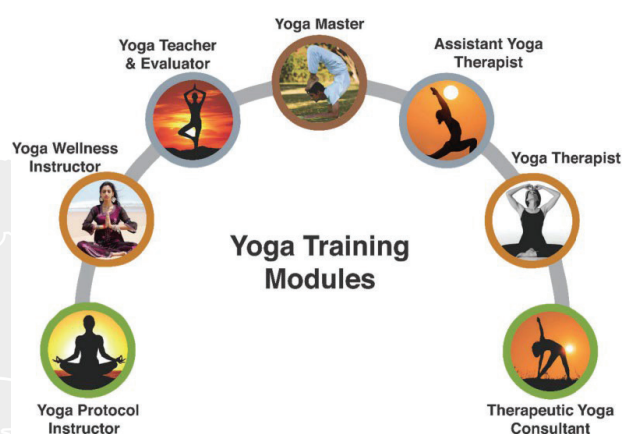 Yoga Master
Yoga Teacher
& Evaluator
Assistant Yoga
Therapist
Yoga Wellness
Instructor
Yoga Therapist
Yoga Training
Modules
Yoga Protocol
Instructor
Therapeutic Yoga
Consultant